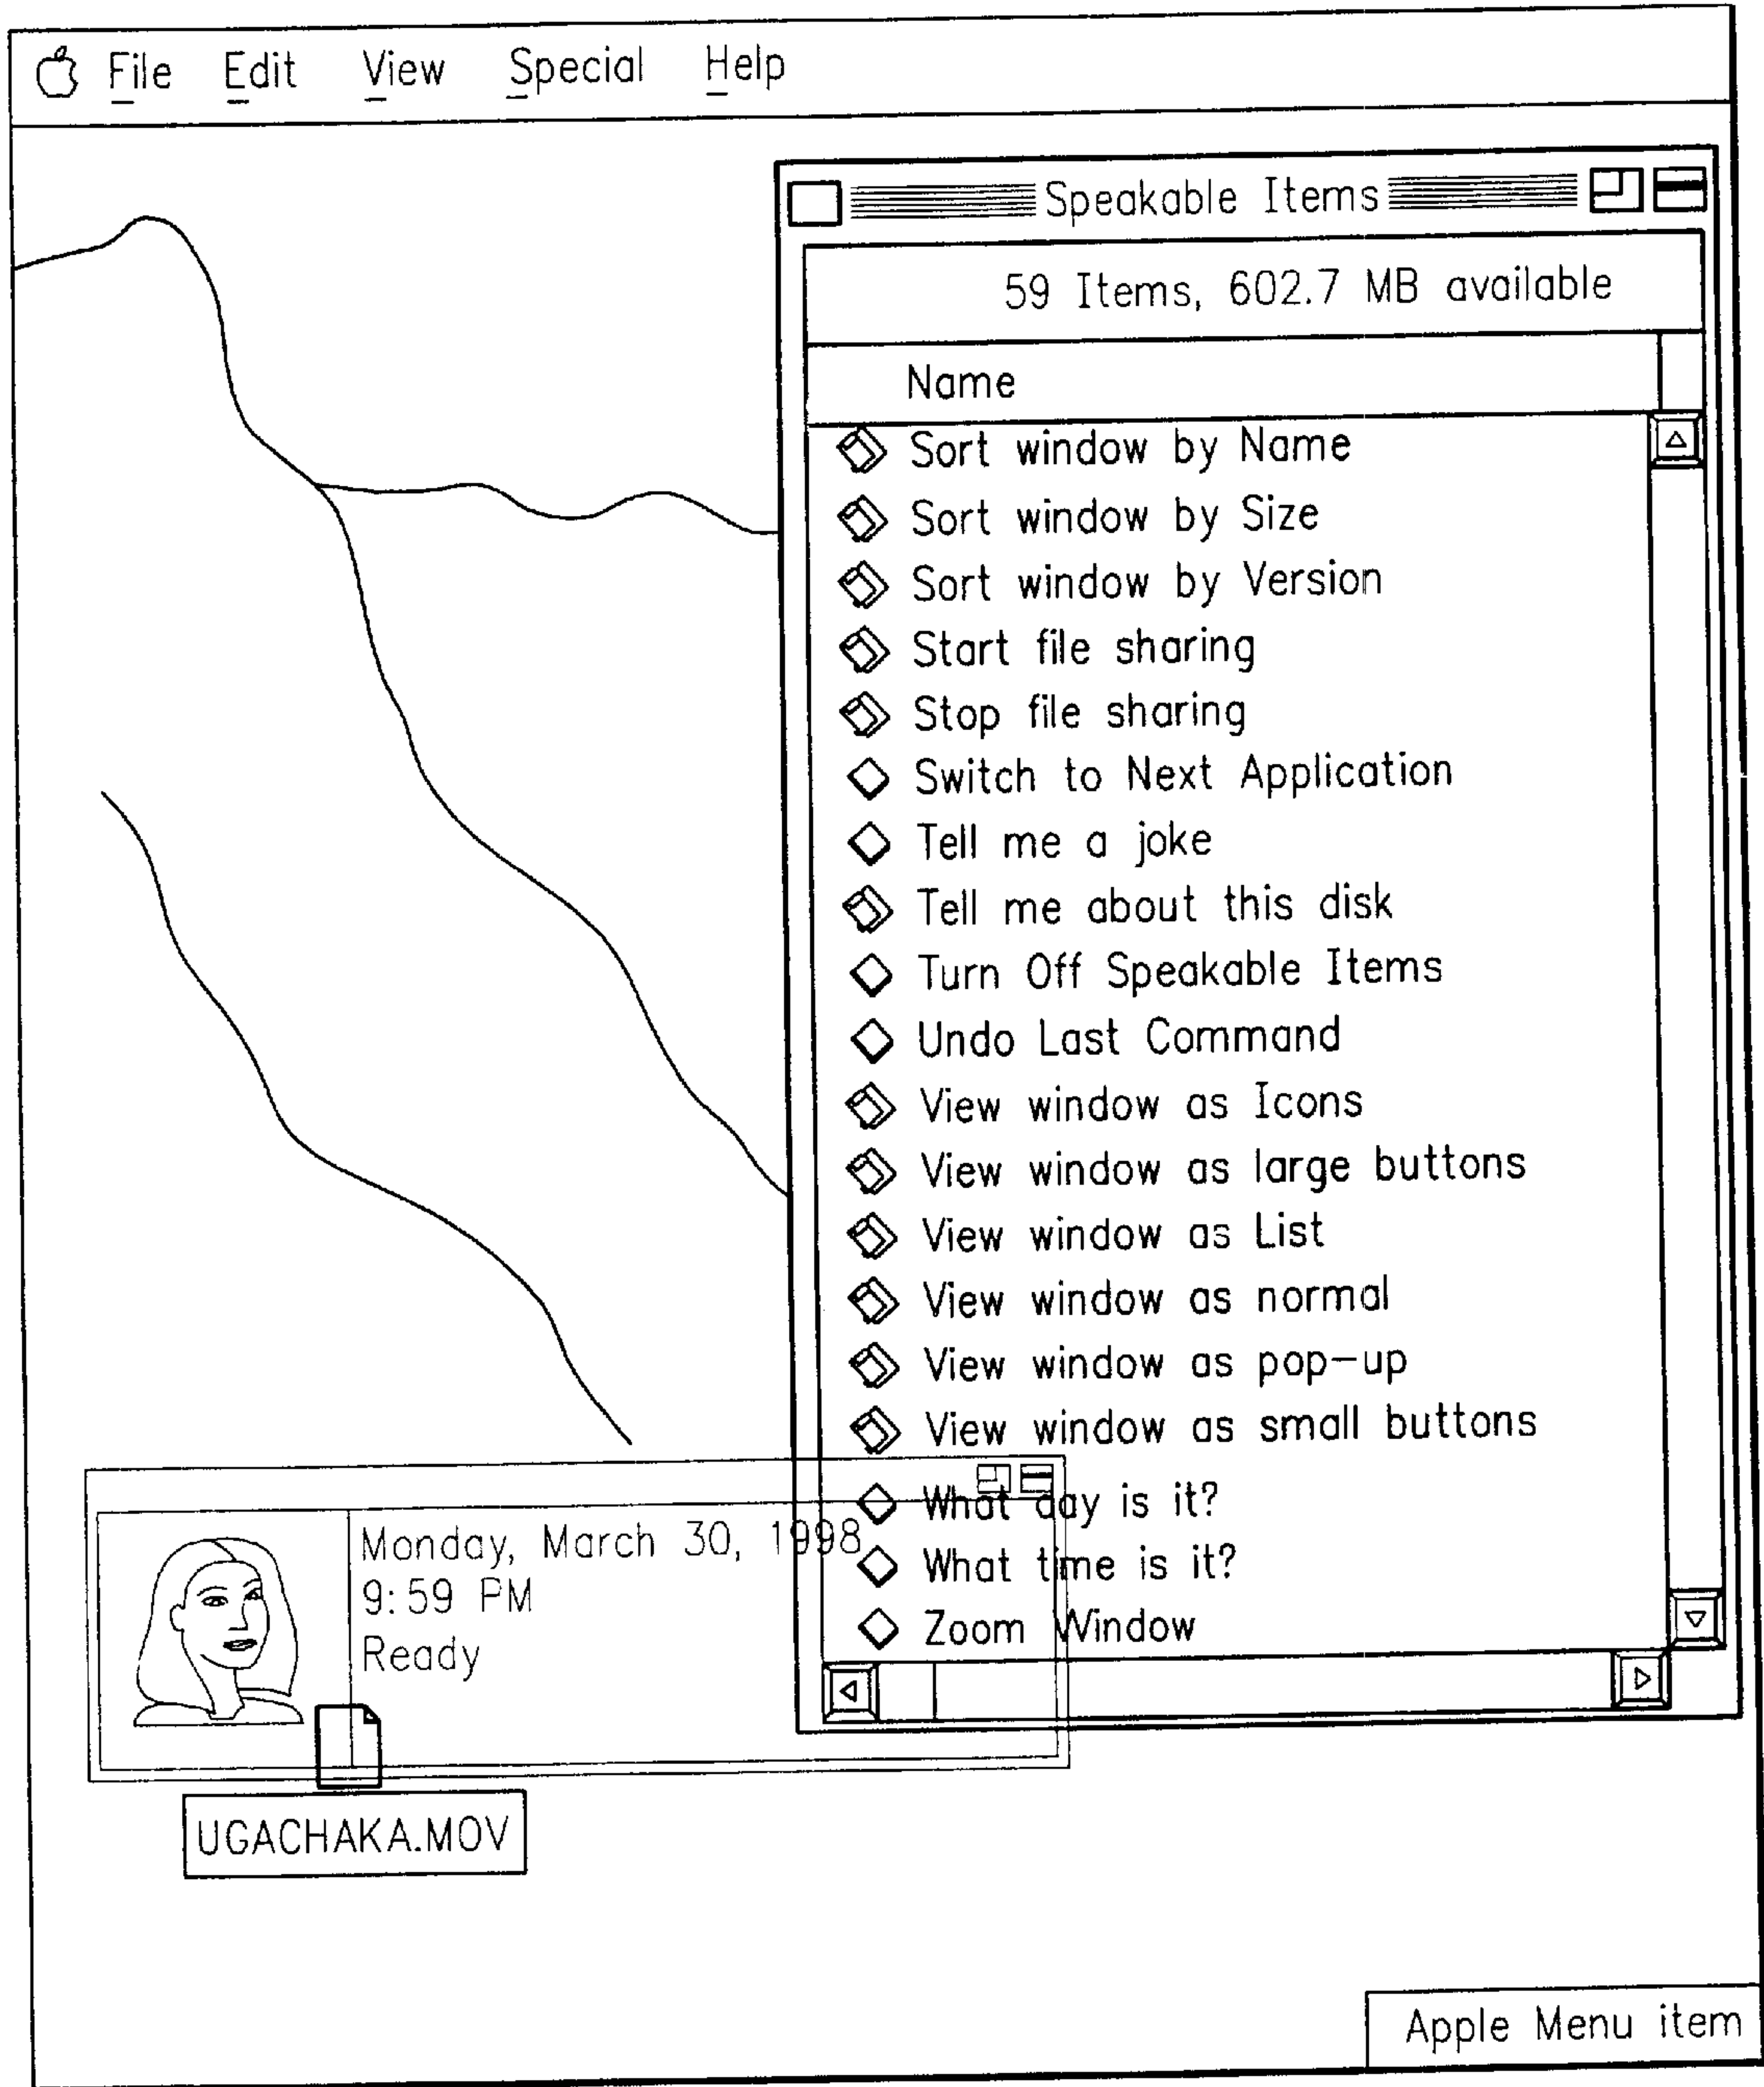 File Edit View Special Help
Speakable Items
59 Items, 602.7 MB available
Name
Sort window by Name
Sort window by Size
Sort window by Version
Start file sharing
Stop file sharing
Switch to Next Application
Tell me a joke
Tell me about this disk
Turn Off Speakable Items
Undo Last Command
View window as Icons
View window as large buttons
View window as List
View window as normal
View window as pop-up
View window as small buttons
What day is it?
What time is it?
Zoom Window
Monday, March 30, 1998
9:59 PM
Ready
UGACHAKA.MOV
Apple Menu item